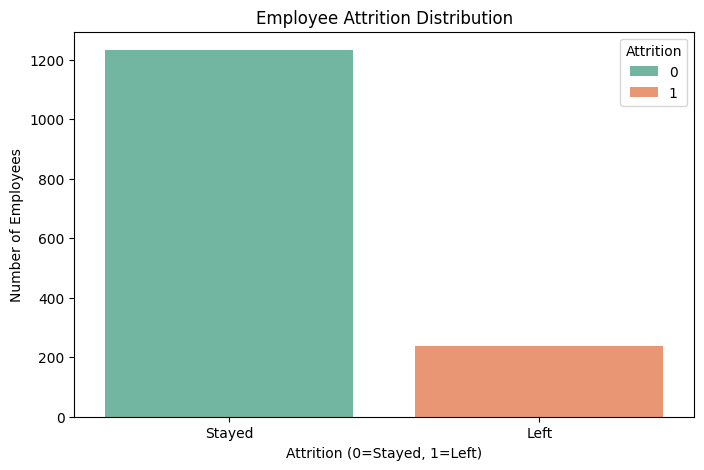 Employee Attrition Distribution
Attrition
0
1
Number of Employees
1200
1000
800
600
400
200
0
Stayed
Left
Attrition (0=Stayed, 1=Left)